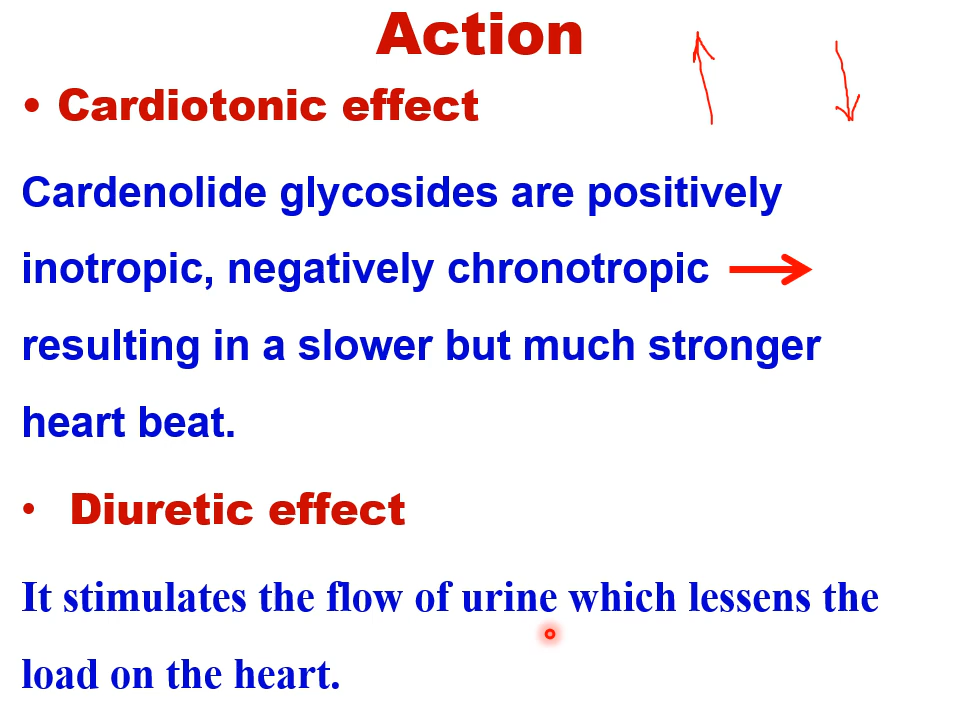 Action
• Cardiotonic effect
Cardenolide glycosides are positively
inotropic, negatively chronotropic →
resulting in a slower but much stronger
heart beat.
• Diuretic effect
It stimulates the flow of urine which lessens the
load on the heart.